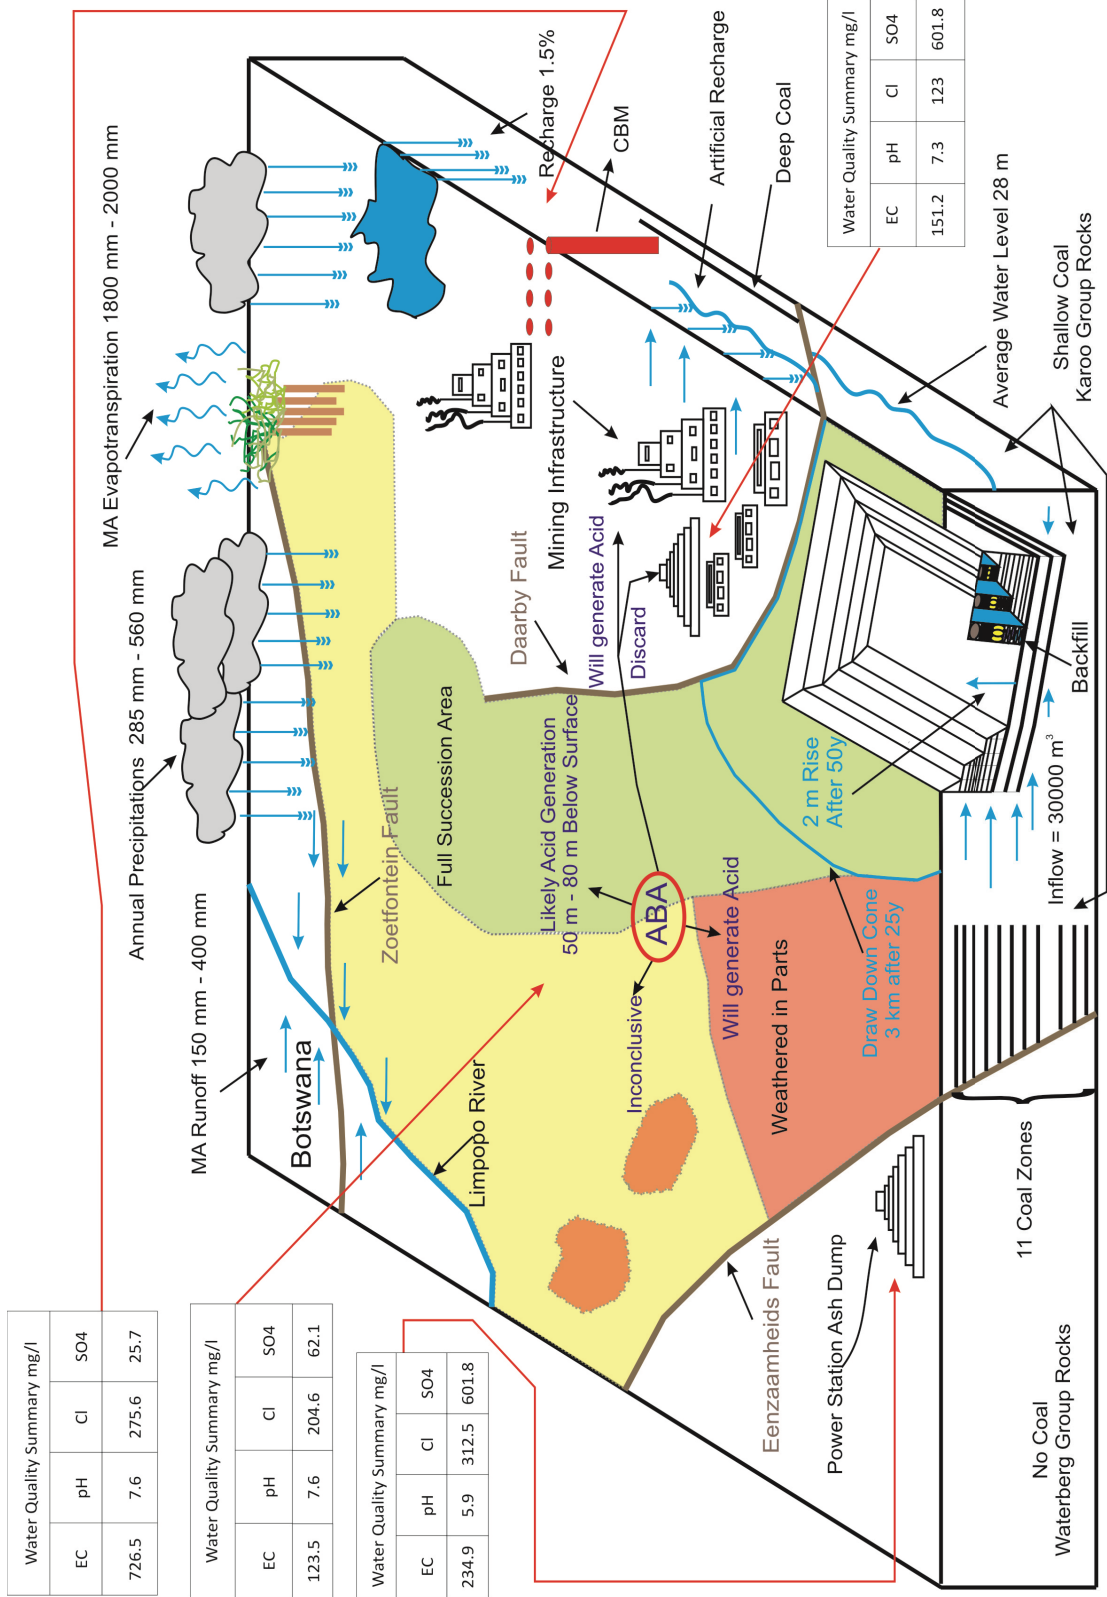 Water Quality Summary mg/l
EC pH Cl SO4
726.5 7.6 275.6 25.7
Water Quality Summary mg/l
EC pH Cl SO4
123.5 7.6 204.6 62.1
Water Quality Summary mg/l
EC pH Cl SO4
234.9 5.9 312.5 601.8
MA Runoff 150 mm - 400 mm
Annual Precipitations 285 mm - 560 mm
MA Evapotranspiration 1800 mm - 2000 mm
Botswana
Limpopo River
Zoetfontein Fault
Full Succession Area
Daarby Fault
Mining Infrastructure
Recharge 1.5%
CBM
Artificial Recharge
Deep Coal
Likely Acid Generation
50 m - 80 m Below Surface
Will generate Acid
Discard
Inconclusive
ABA
Will generate Acid
Weathered in Parts
Eenzaamheids Fault
Power Station Ash Dump
Draw Down Cone
3 km after 25y
2 m Rise
After 50y
Water Quality Summary mg/l
EC pH Cl SO4
151.2 7.3 123 601.8
Average Water Level 28 m
Shallow Coal
Karoo Group Rocks
Backfill
Inflow = 30000 m³
11 Coal Zones
No Coal
Waterberg Group Rocks